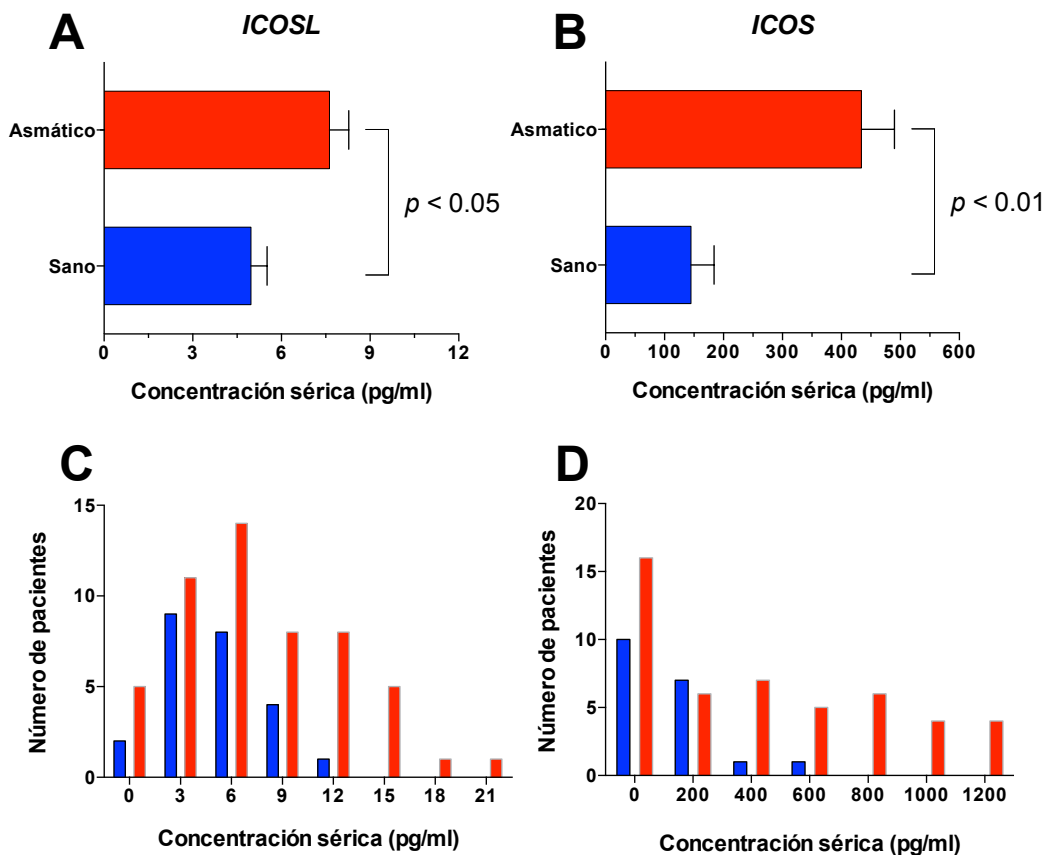 A
ICOSL
Asmático
Sano
p < 0.05
0 3 6 9 12
Concentración sérica (pg/ml)
B
ICOS
Asmatico
Sano
p < 0.01
0 100 200 300 400 500 600
Concentración sérica (pg/ml)
C
Número de pacientes
15
10
5
0
0 3 6 9 12 15 18 21
Concentración sérica (pg/ml)
D
Número de pacientes
20
15
10
5
0
0 200 400 600 800 1000 1200
Concentración sérica (pg/ml)